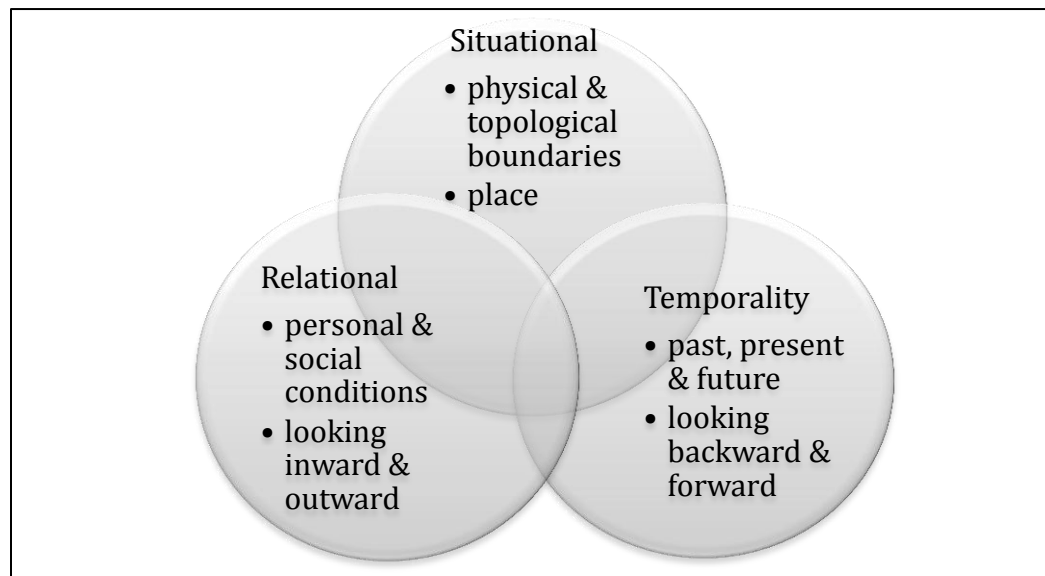 Situational
• physical &
topological
boundaries
• place
Relational
• personal &
social
conditions
• looking
inward &
outward
Temporality
• past, present
& future
• looking
backward &
forward